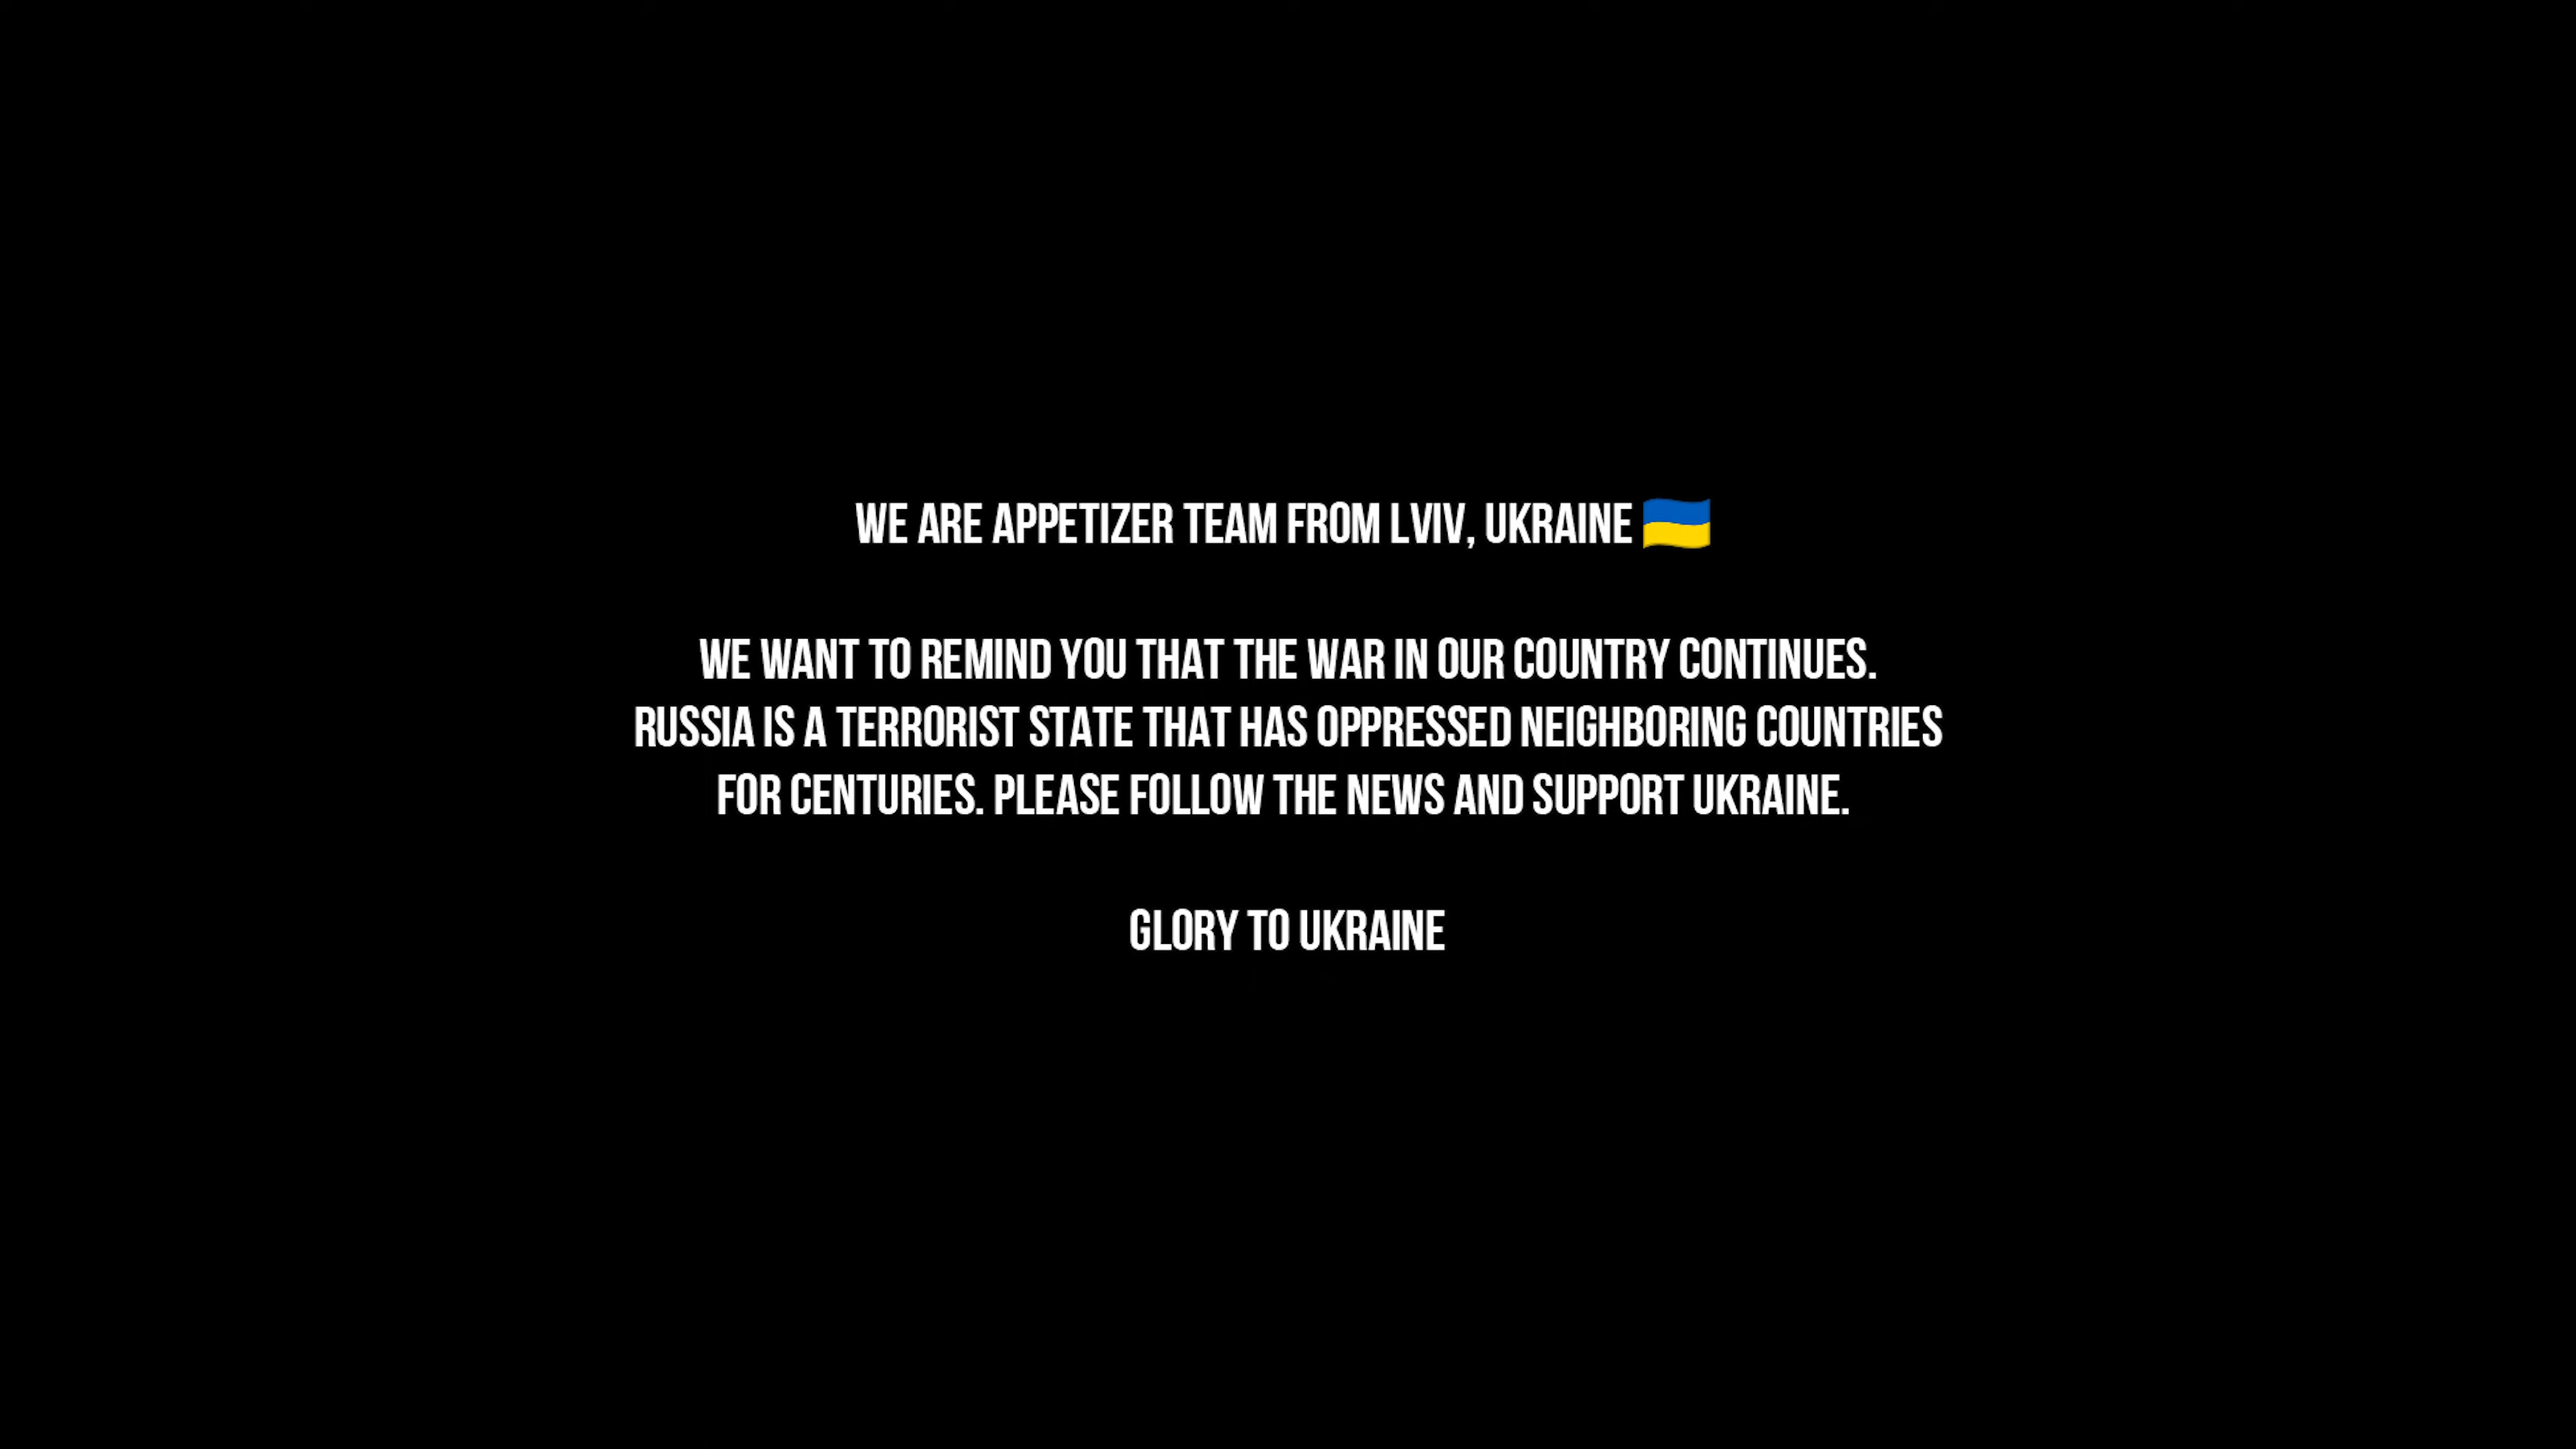 WE ARE APPETIZER TEAM FROM LVIV, UKRAINE 🇺🇦
WE WANT TO REMIND YOU THAT THE WAR IN OUR COUNTRY CONTINUES.
RUSSIA IS A TERRORIST STATE THAT HAS OPPRESSED NEIGHBORING COUNTRIES
FOR CENTURIES. PLEASE FOLLOW THE NEWS AND SUPPORT UKRAINE.
GLORY TO UKRAINE